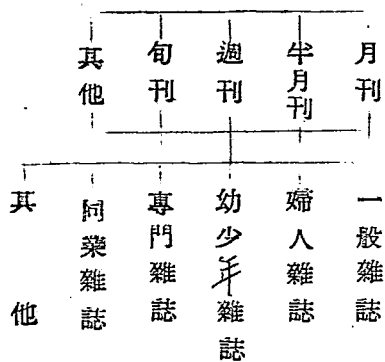 月刊
半月刊
週刊
旬刊
其他
一般雜誌
婦人雜誌
幼少年雜誌
專門雜誌
同業雜誌
其他